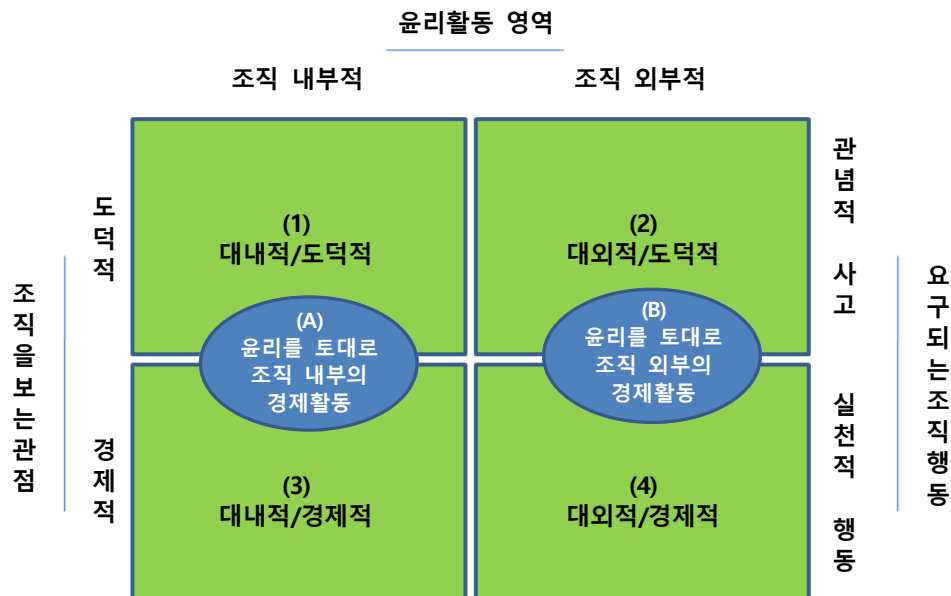 윤리활동 영역
조직 내부적
조직 외부적
조직을보는관점
도덕적
경제적
(1)
대내적/도덕적
(2)
대외적/도덕적
(A)
윤리를 토대로
조직 내부의
경제활동
(B)
윤리를 토대로
조직 외부의
경제활동
(3)
대내적/경제적
(4)
대외적/경제적
관념적 사고
실천적 행동
요구되는조직행동